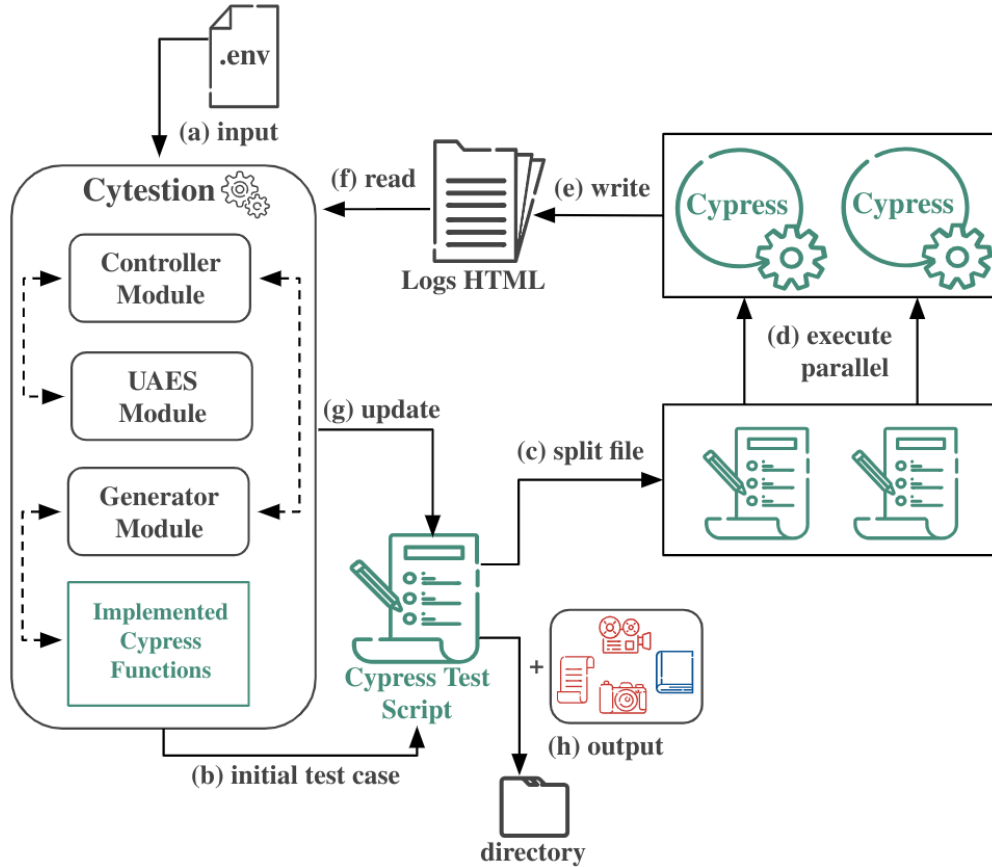 .env
(a) input
Cytestion
Controller
Module
UAES
Module
Generator
Module
Implemented
Cypress
Functions
(b) initial test case
(g) update
(f) read
Logs HTML
(e) write
Cypress
Cypress
(d) execute
parallel
(c) split file
Cypress Test
Script
+
(h) output
directory